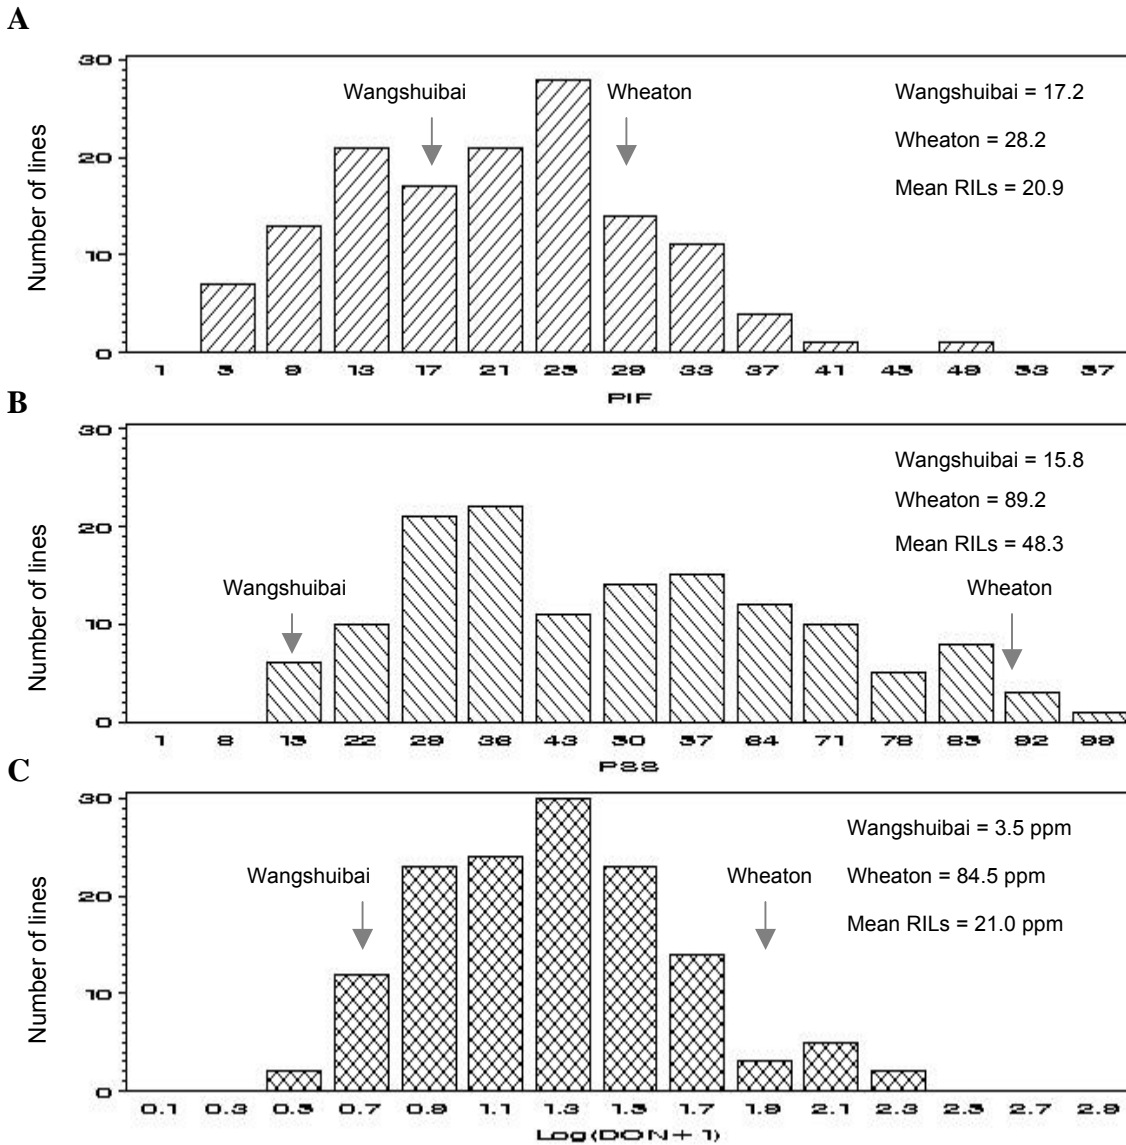 A
30
Wangshuibai
Wheaton
Wangshuibai = 17.2
Wheaton = 28.2
Mean RILs = 20.9
20
10
0
Number of lines
1 5 9 13 17 21 25 29 33 37 41 45 49 53 57
PIF
B
30
Wangshuibai = 15.8
Wheaton = 89.2
Mean RILs = 48.3
20
Wangshuibai
Wheaton
10
0
Number of lines
1 8 15 22 29 36 43 50 57 64 71 78 85 92 99
PSS
C
30
Wangshuibai = 3.5 ppm
Wangshuibai
Wheaton
Wheaton = 84.5 ppm
Mean RILs = 21.0 ppm
20
10
0
Number of lines
0.1 0.3 0.5 0.7 0.9 1.1 1.3 1.5 1.7 1.9 2.1 2.3 2.5 2.7 2.9
Log(DON+1)